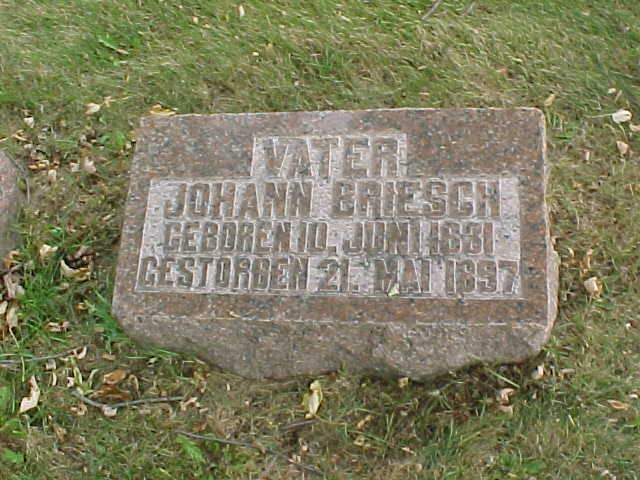 VATER
JOHANN BRIESCH
GEBOREN 10. JUNI 1831
GESTORBEN 21. MAI 1897